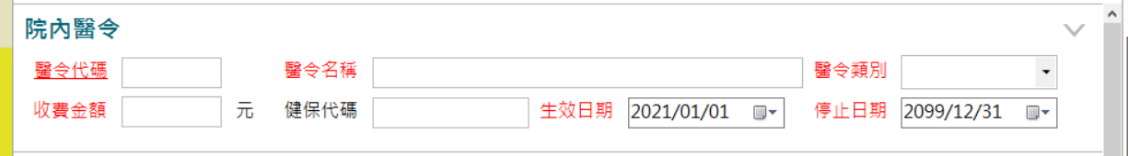 院內醫令
醫令代碼 醫令名稱 醫令類別
收費金額 元 健保代碼 生效日期 2021/01/01 停止日期 2099/12/31